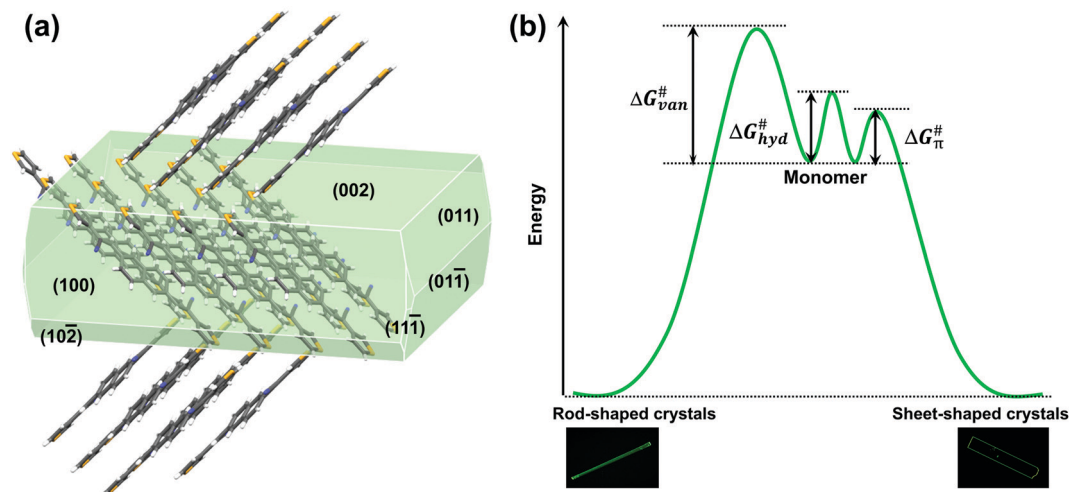 (a)
(002)
(011)
(011̅)
(100)
(111̅)
(102̅)
(b)
Energy
ΔG#van
ΔG#hyd
ΔG#π
Monomer
Rod-shaped crystals
Sheet-shaped crystals